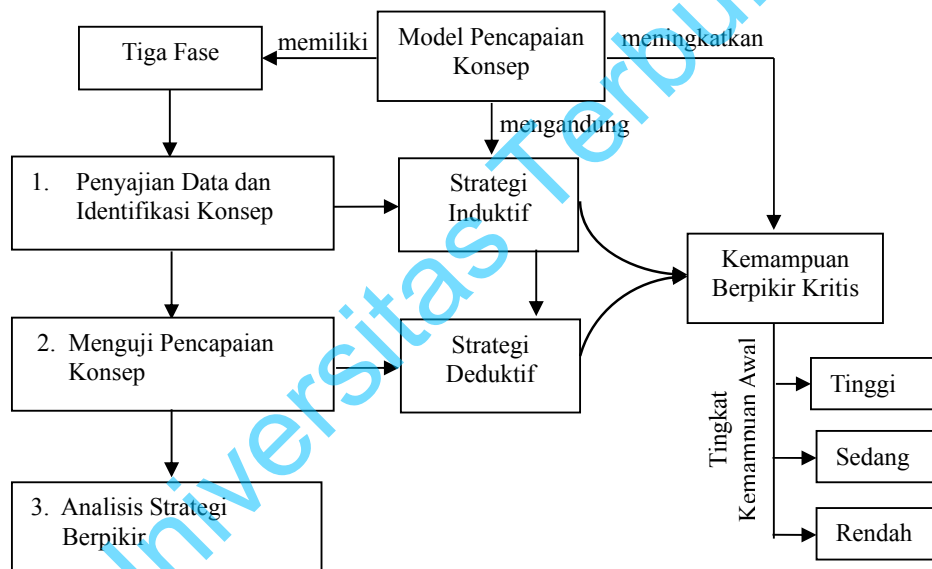 Tiga Fase
memiliki
Model Pencapaian
Konsep
meningkatkan
mengandung
1. Penyajian Data dan
Identifikasi Konsep
Strategi
Induktif
Kemampuan
Berpikir Kritis
2. Menguji Pencapaian
Konsep
Strategi
Deduktif
Tingkat
Kemampuan Awal
Tinggi
Sedang
Rendah
3. Analisis Strategi
Berpikir
Universitas Terbu